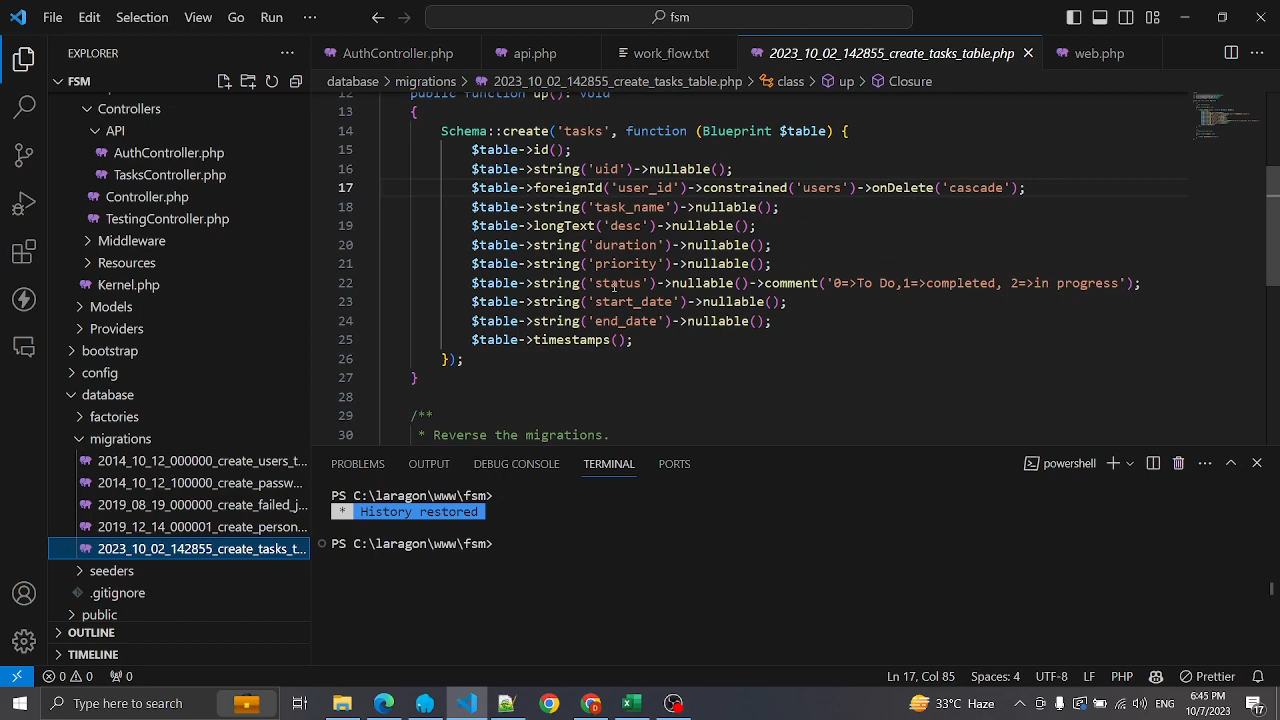 File Edit Selection View Go Run ··· fsm
EXPLORER
FSM
Controllers
API
AuthController.php
TasksController.php
Controller.php
TestingController.php
Middleware
Resources
Kernel.php
Models
Providers
bootstrap
config
database
factories
migrations
2014_10_12_000000_create_users_t...
2014_10_12_100000_create_passw...
2019_08_19_000000_create_failed_j...
2019_12_14_000001_create_person...
2023_10_02_142855_create_tasks_t...
seeders
.gitignore
public
OUTLINE
TIMELINE
AuthController.php api.php work_flow.txt 2023_10_02_142855_create_tasks_table.php web.php
database > migrations > 2023_10_02_142855_create_tasks_table.php > class > up > Closure
12 public function up(): void
13 {
14 Schema::create('tasks', function (Blueprint $table) {
15 $table->id();
16 $table->string('uid')->nullable();
17 $table->foreignId('user_id')->constrained('users')->onDelete('cascade');
18 $table->string('task_name')->nullable();
19 $table->longText('desc')->nullable();
20 $table->string('duration')->nullable();
21 $table->string('priority')->nullable();
22 $table->string('status')->nullable()->comment('0=>To Do,1=>completed, 2=>in progress');
23 $table->string('start_date')->nullable();
24 $table->string('end_date')->nullable();
25 $table->timestamps();
26 });
27 }
28
29 /**
30 * Reverse the migrations.
PROBLEMS OUTPUT DEBUG CONSOLE TERMINAL PORTS powershell
PS C:\laragon\www\fsm>
* History restored
PS C:\laragon\www\fsm>
0 0 0 Ln 17, Col 85 Spaces: 4 UTF-8 LF PHP Prettier
Type here to search 33°C Haze ENG 6:45 PM
10/7/2023